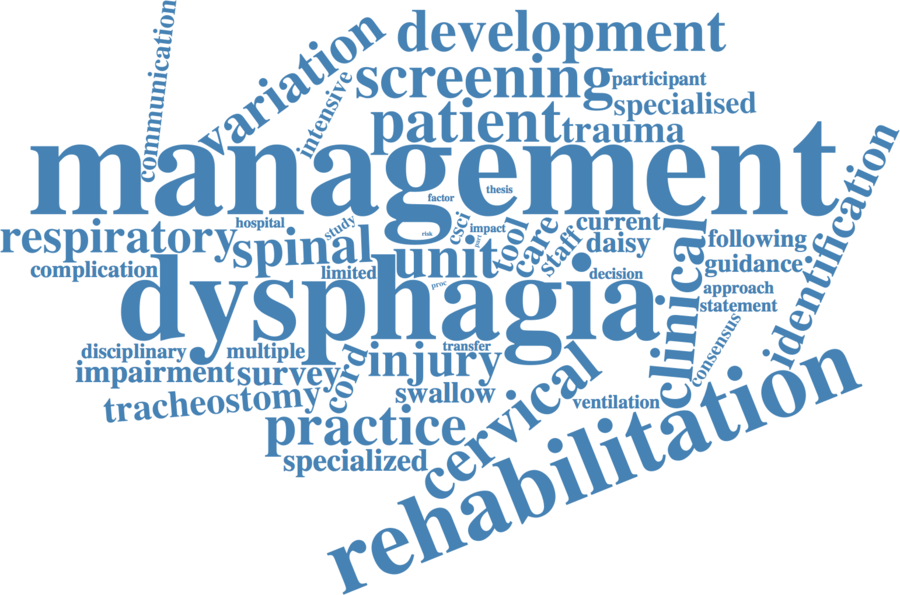 communication
variation
development
intensive
screening
participant
specialised
patient
trauma
management
thesis
factor
identification
respiratory
hospital
study
spinal
risk
csci
impact
port
tool
care
staff
current
daisy
following
complication
limited
unit
guidance
dysphagia
proc
decision
clinical
approach
statement
consensus
disciplinary
multiple
cord
injury
transfer
impairment
survey
swallow
cervical
ventilation
tracheostomy
practice
specialized
rehabilitation